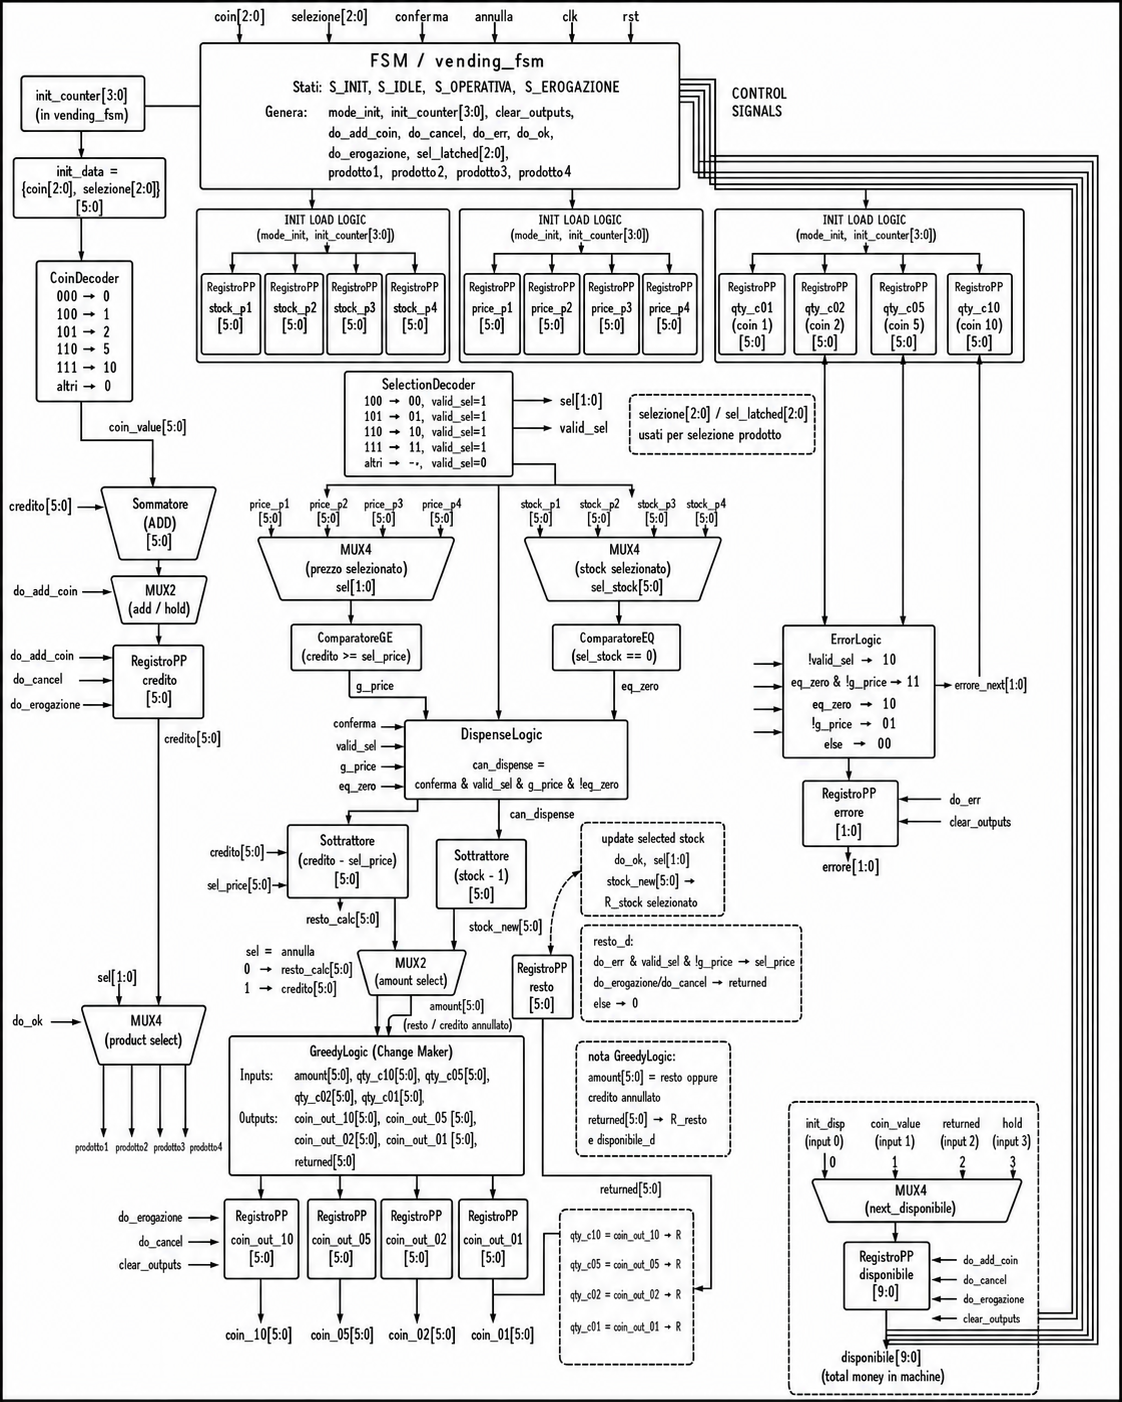 coin[2:0] selezione[2:0] conferma annulla clk rst
FSM / vending_fsm
Stati: S_INIT, S_IDLE, S_OPERATIVA, S_EROGAZIONE
Genera: mode_init, init_counter[3:0], clear_outputs,
do_add_coin, do_cancel, do_err, do_ok,
do_erogazione, sel_latched[2:0],
prodotto1, prodotto2, prodotto3, prodotto4
CONTROL
SIGNALS
init_counter[3:0]
(in vending_fsm)
init_data =
{coin[2:0], selezione[2:0]}
[5:0]
CoinDecoder
000 → 0
100 → 1
101 → 2
110 → 5
111 → 10
altri → 0
coin_value[5:0]
INIT LOAD LOGIC
(mode_init, init_counter[3:0])
RegistroPP
stock_p1
[5:0]
RegistroPP
stock_p2
[5:0]
RegistroPP
stock_p3
[5:0]
RegistroPP
stock_p4
[5:0]
INIT LOAD LOGIC
(mode_init, init_counter[3:0])
RegistroPP
price_p1
[5:0]
RegistroPP
price_p2
[5:0]
RegistroPP
price_p3
[5:0]
RegistroPP
price_p4
[5:0]
INIT LOAD LOGIC
(mode_init, init_counter[3:0])
RegistroPP
qty_c01
(coin 1)
[5:0]
RegistroPP
qty_c02
(coin 2)
[5:0]
RegistroPP
qty_c05
(coin 5)
[5:0]
RegistroPP
qty_c10
(coin 10)
[5:0]
SelectionDecoder
100 → 00, valid_sel=1
101 → 01, valid_sel=1
110 → 10, valid_sel=1
111 → 11, valid_sel=1
altri → --, valid_sel=0
sel[1:0]
valid_sel
selezione[2:0] / sel_latched[2:0]
usati per selezione prodotto
credito[5:0]
Sommatore
(ADD)
[5:0]
do_add_coin
MUX2
(add / hold)
do_add_coin
do_cancel
do_erogazione
RegistroPP
credito
[5:0]
credito[5:0]
price_p1
[5:0]
price_p2
[5:0]
price_p3
[5:0]
price_p4
[5:0]
MUX4
(prezzo selezionato)
sel[1:0]
stock_p1
[5:0]
stock_p2
[5:0]
stock_p3
[5:0]
stock_p4
[5:0]
MUX4
(stock selezionato)
sel_stock[5:0]
ComparatoreGE
(credito >= sel_price)
g_price
ComparatoreEQ
(sel_stock == 0)
eq_zero
ErrorLogic
!valid_sel → 10
eq_zero & !g_price → 11
eq_zero → 10
!g_price → 01
else → 00
errore_next[1:0]
RegistroPP
errore
[1:0]
do_err
clear_outputs
errore[1:0]
conferma
valid_sel
g_price
eq_zero
DispenseLogic
can_dispense =
conferma & valid_sel & g_price & !eq_zero
can_dispense
credito[5:0]
sel_price[5:0]
Sottrattore
(credito - sel_price)
[5:0]
resto_calc[5:0]
Sottrattore
(stock - 1)
[5:0]
stock_new[5:0]
update selected stock
do_ok, sel[1:0]
stock_new[5:0] →
R_stock selezionato
sel = annulla
0 → resto_calc[5:0]
1 → credito[5:0]
MUX2
(amount select)
amount[5:0]
(resto / credito annullato)
RegistroPP
resto
[5:0]
resto_d:
do_err & valid_sel & !g_price → sel_price
do_erogazione/do_cancel → returned
else → 0
sel[1:0]
do_ok
MUX4
(product select)
prodotto1 prodotto2 prodotto3 prodotto4
GreedyLogic (Change Maker)
Inputs: amount[5:0], qty_c10[5:0], qty_c05[5:0],
qty_c02[5:0], qty_c01[5:0],
Outputs: coin_out_10[5:0], coin_out_05 [5:0],
coin_out_02[5:0], coin_out_01 [5:0],
returned[5:0]
nota GreedyLogic:
amount[5:0] = resto oppure
credito annullato
returned[5:0] → R_resto
e disponibile_d
returned[5:0]
do_erogazione
do_cancel
clear_outputs
RegistroPP
coin_out_10
[5:0]
RegistroPP
coin_out_05
[5:0]
RegistroPP
coin_out_02
[5:0]
RegistroPP
coin_out_01
[5:0]
coin_10[5:0] coin_05[5:0] coin_02[5:0] coin_01[5:0]
qty_c10 = coin_out_10 → R
qty_c05 = coin_out_05 → R
qty_c02 = coin_out_02 → R
qty_c01 = coin_out_01 → R
init_disp
(input 0)
0
coin_value
(input 1)
1
returned
(input 2)
2
hold
(input 3)
3
MUX4
(next_disponibile)
RegistroPP
disponibile
[9:0]
do_add_coin
do_cancel
do_erogazione
clear_outputs
disponibile[9:0]
(total money in machine)